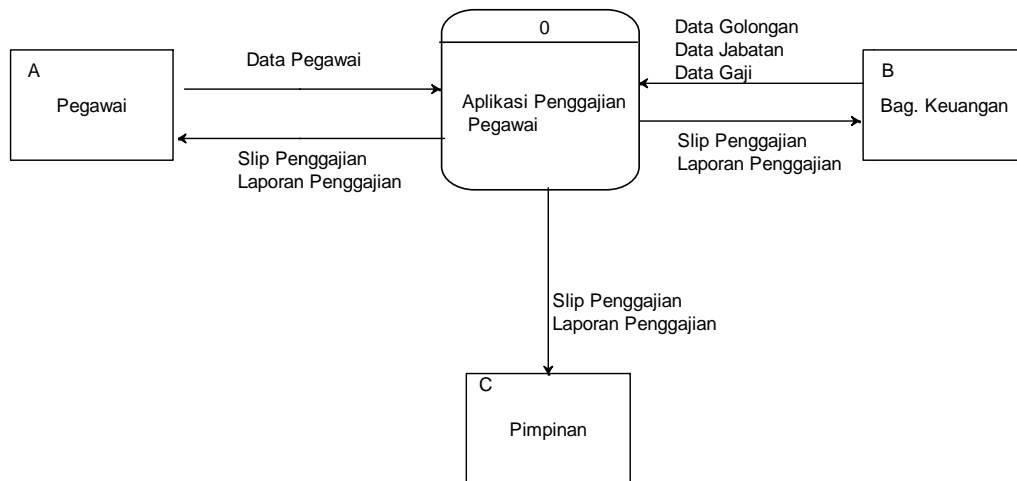 0
Data Golongan
Data Jabatan
Data Gaji
A
Pegawai
Data Pegawai
Aplikasi Penggajian
Pegawai
B
Bag. Keuangan
Slip Penggajian
Laporan Penggajian
Slip Penggajian
Laporan Penggajian
Slip Penggajian
Laporan Penggajian
C
Pimpinan